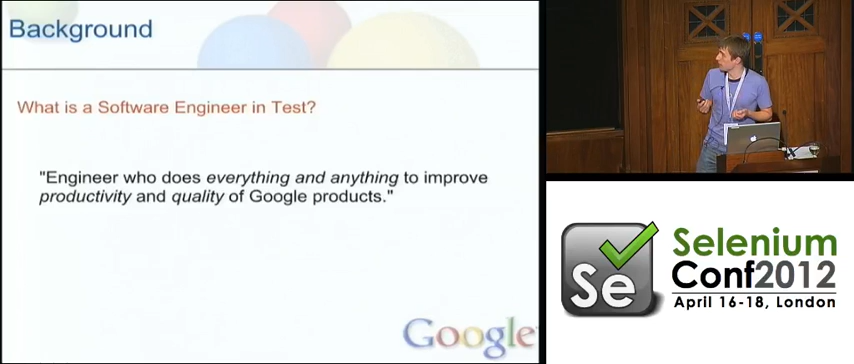 Background
What is a Software Engineer in Test?
"Engineer who does everything and anything to improve
productivity and quality of Google products."
Google
Se
Selenium
Conf2012
April 16-18, London